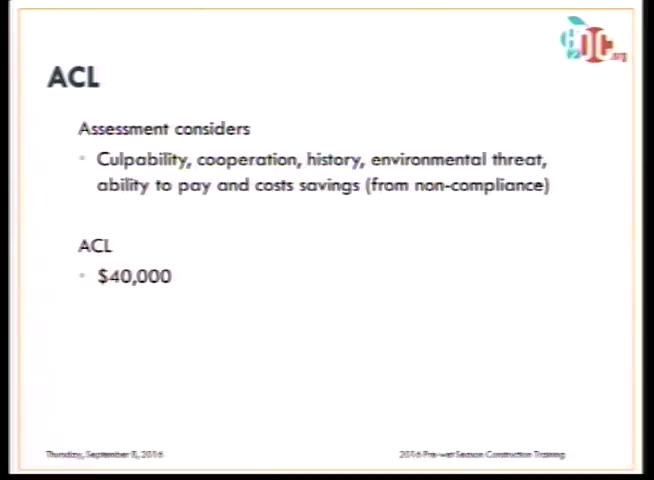 ACL
Assessment considers
Culpability, cooperation, history, environmental threat,
ability to pay and costs savings (from non-compliance)
ACL
$40,000
Thursday, September 8, 2016
2016 Pre-wet Season Construction Training